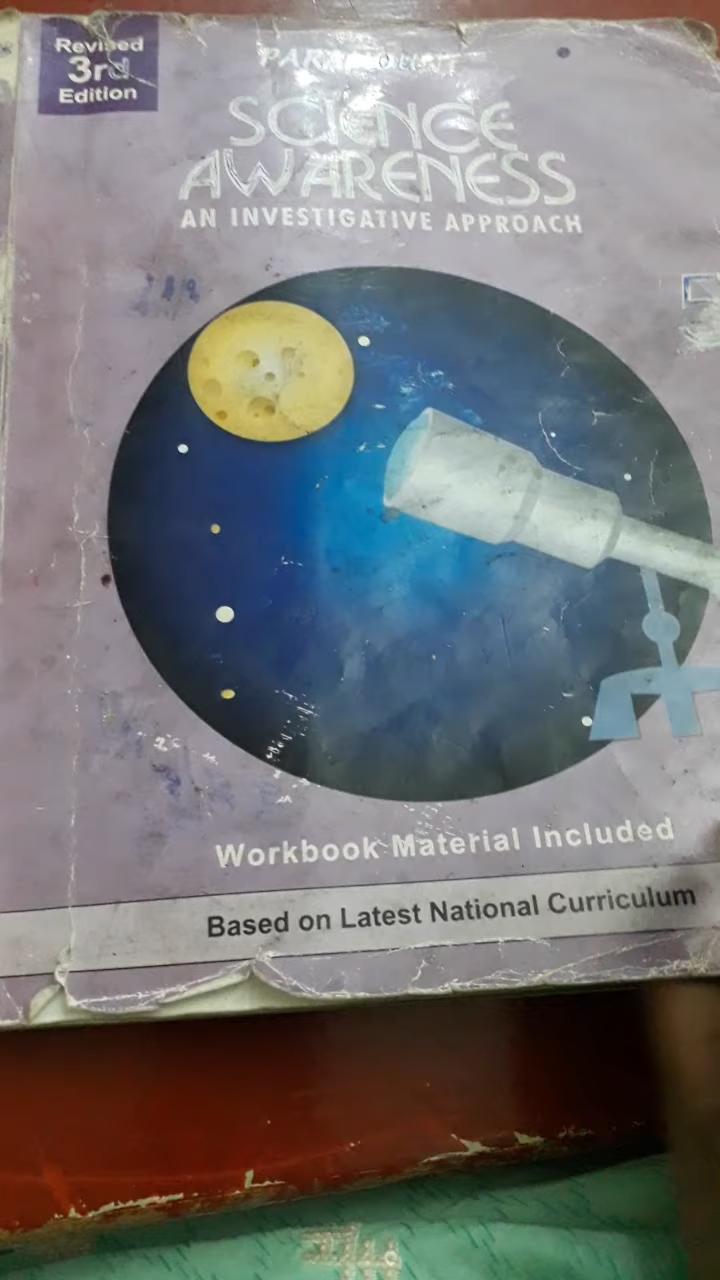 Revised
3rd
Edition
PARAMOUNT
SCIENCE
AWARENESS
AN INVESTIGATIVE APPROACH
Workbook Material Included
Based on Latest National Curriculum